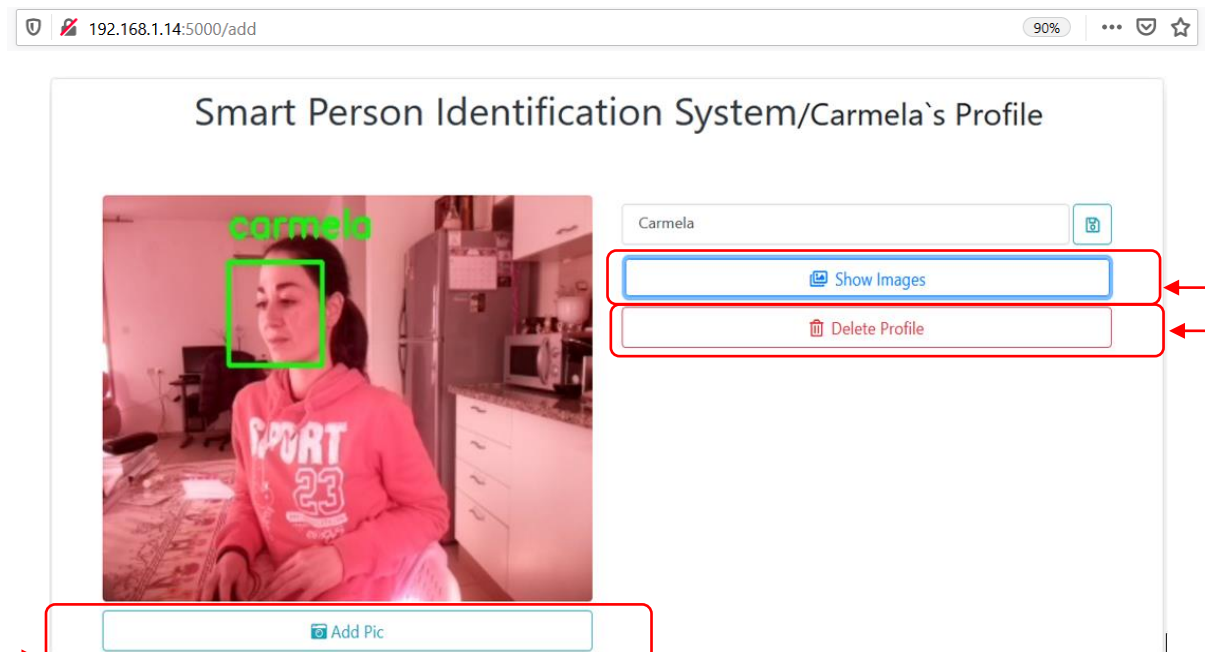 192.168.1.14:5000/add
90%
Smart Person Identification System/Carmela`s Profile
carmela
Carmela
Show Images
Delete Profile
23
Add Pic